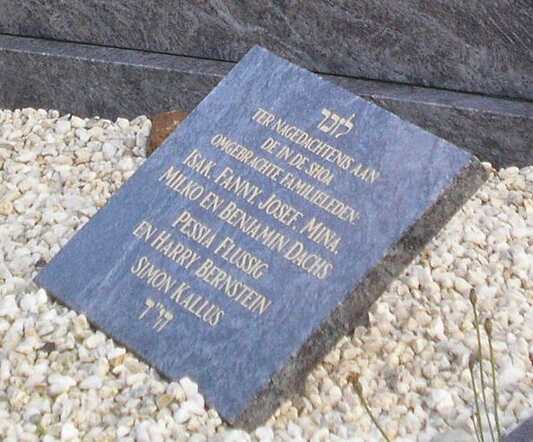 לזכר
TER NAGEDACHTENIS AAN
DE IN DE SHOA
OMGEBRACHTE FAMILIELEDEN:
ISAK, FANNY, JOSEF, MINA
MILKO EN BENJAMIN DACHS
PESSIA FLUSSIG
EN HARRY BERNSTEIN
SIMON KALLUS
הי"ד